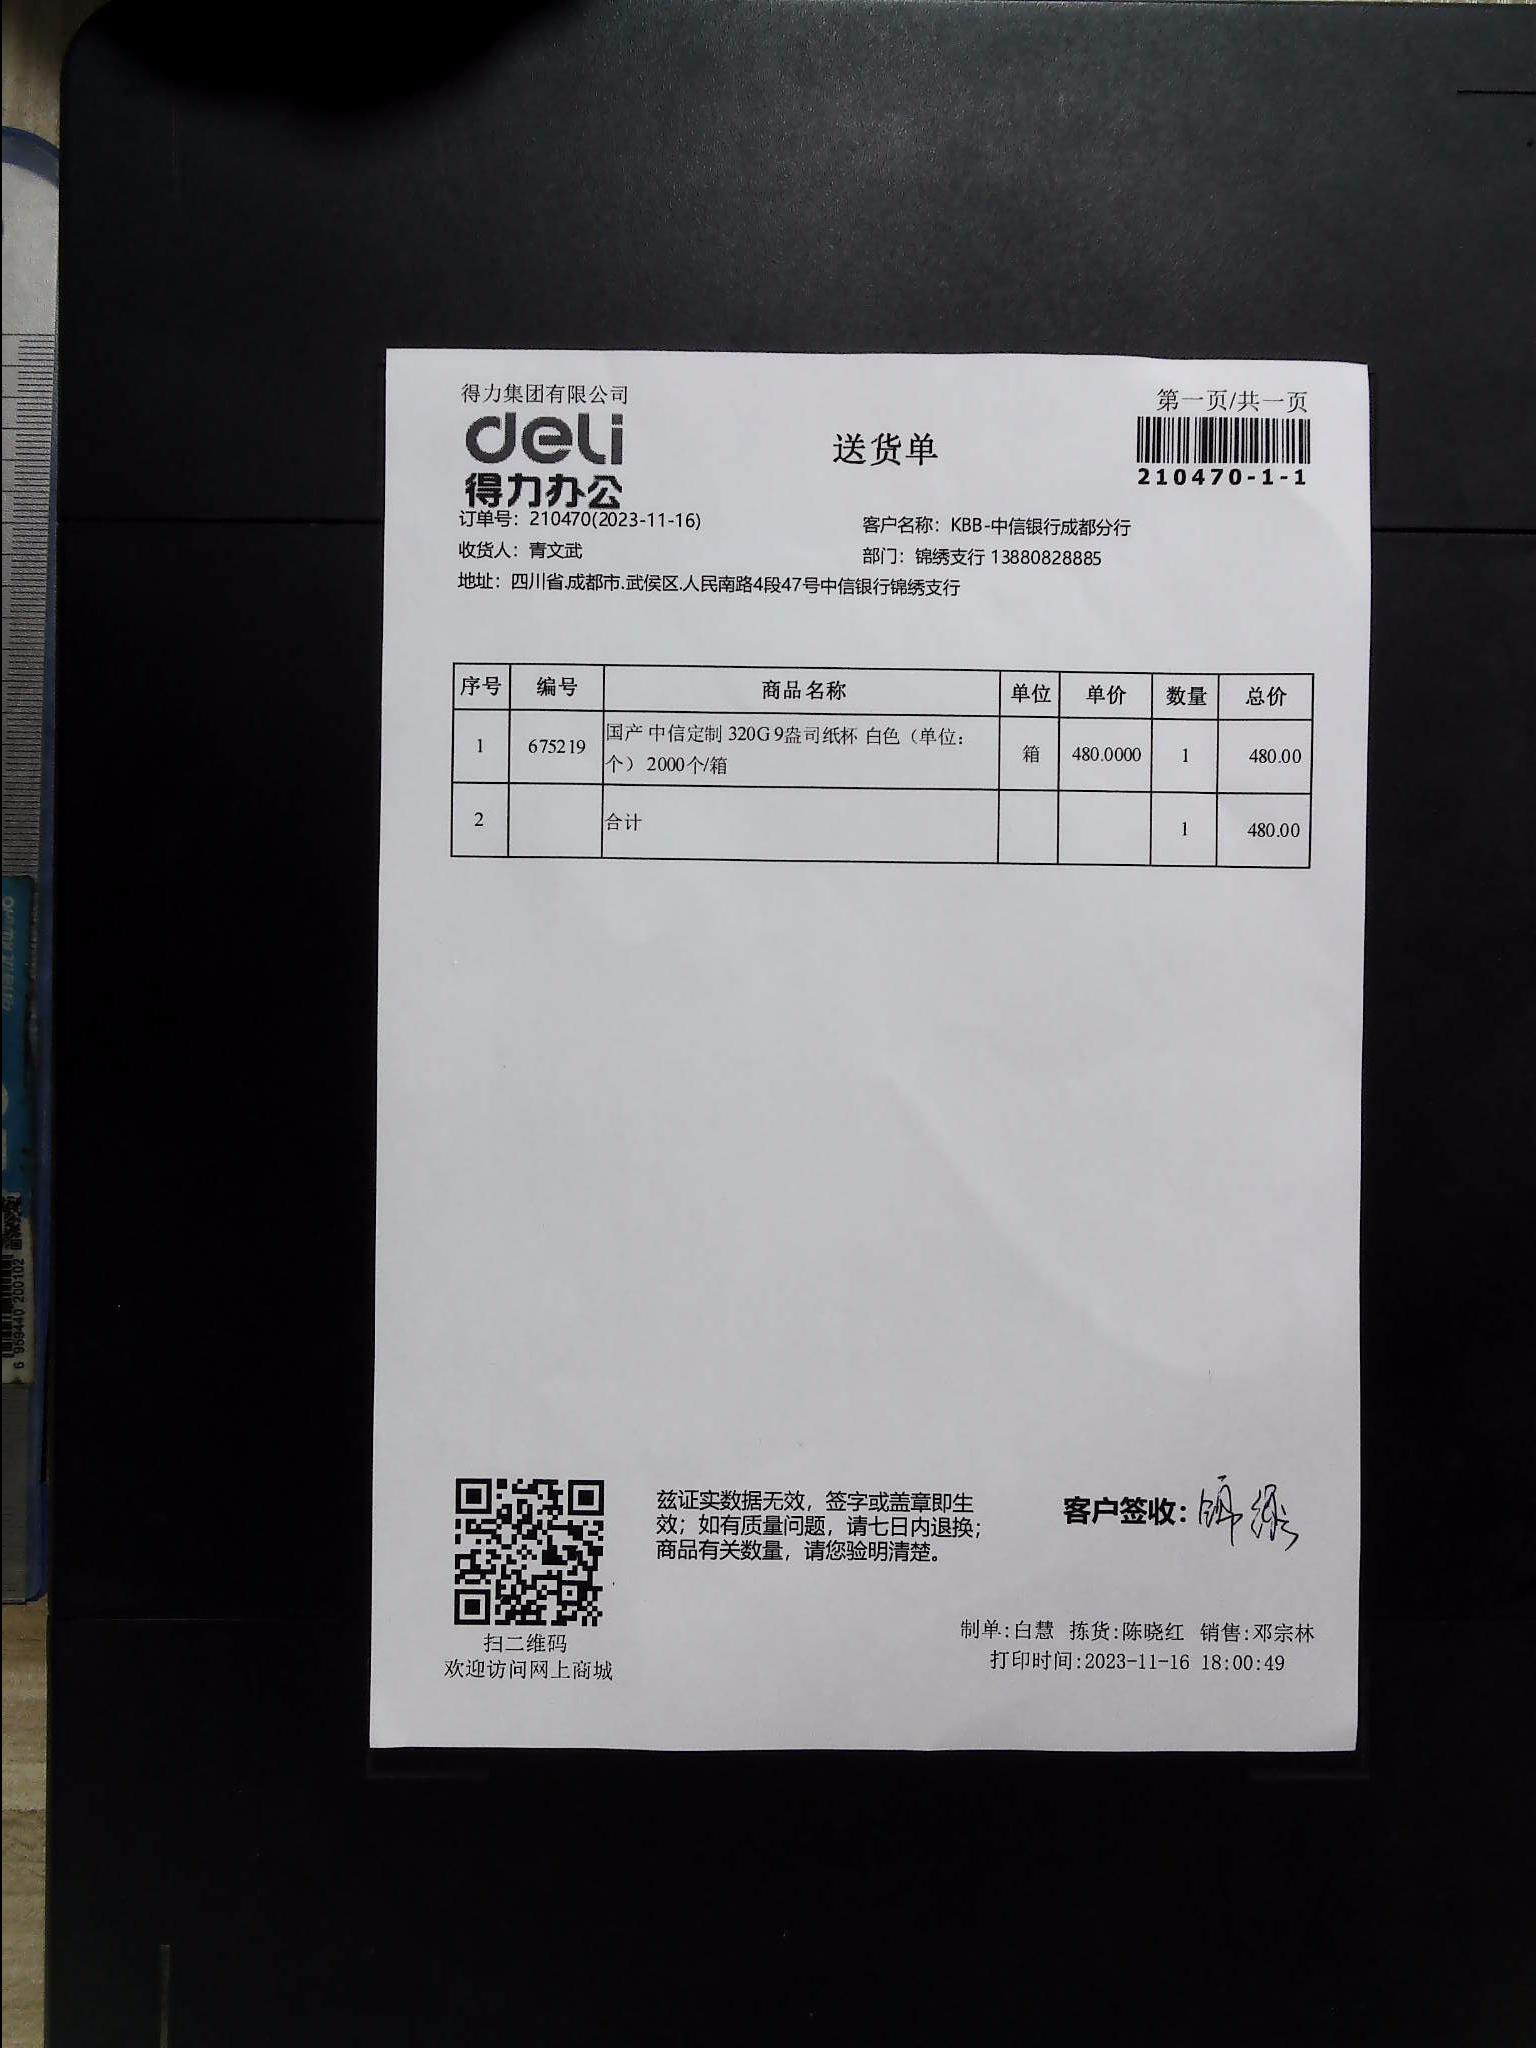 得力集团有限公司
deli
得力办公
送货单
第一页/共一页
210470-1-1
订单号：210470(2023-11-16)
客户名称：KBB-中信银行成都分行
收货人：青文武
部门：锦绣支行 13880828885
地址：四川省.成都市.武侯区.人民南路4段47号中信银行锦绣支行
序号 编号 商品名称 单位 单价 数量 总价
1 675219 国产 中信定制 320G 9盎司纸杯 白色（单位：
个） 2000个/箱 箱 480.0000 1 480.00
2 合计 1 480.00
兹证实数据无效，签字或盖章即生
效；如有质量问题，请七日内退换；
商品有关数量，请您验明清楚。
客户签收：锦绣
扫二维码
欢迎访问网上商城
制单:白慧 拣货:陈晓红 销售:邓宗林
打印时间:2023-11-16 18:00:49
6 959440 200102